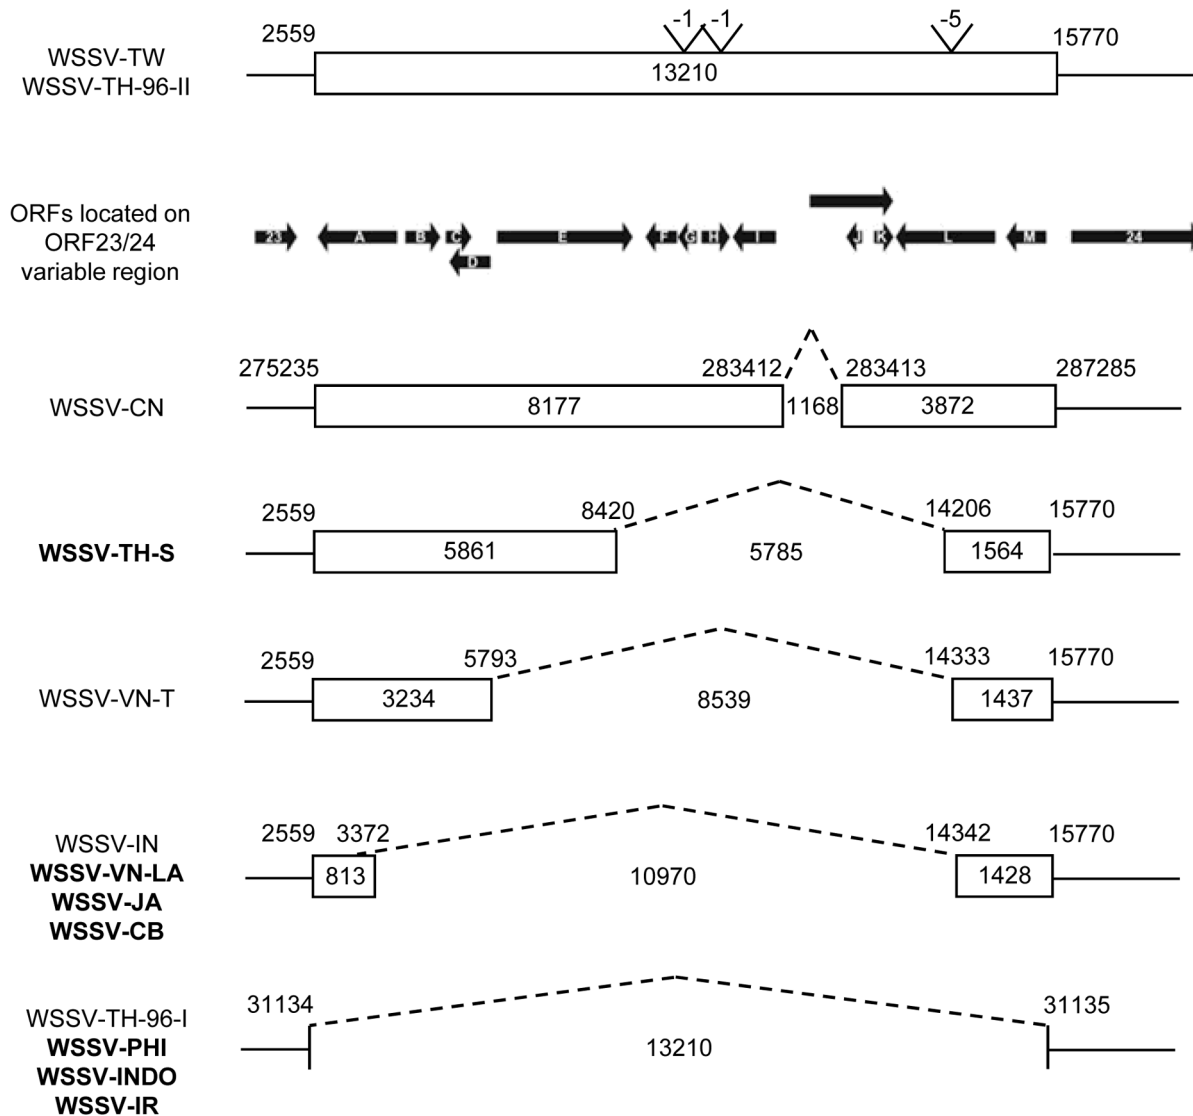 -1 -1 -5
2559 15770
WSSV-TW
WSSV-TH-96-II
13210
ORFs located on
ORF23/24
variable region
23 A B C D E F G H I J K L M 24
275235 283412 283413 287285
WSSV-CN
8177 1168 3872
2559 8420 14206 15770
WSSV-TH-S
5861 5785 1564
2559 5793 14333 15770
WSSV-VN-T
3234 8539 1437
2559 3372 14342 15770
WSSV-IN
WSSV-VN-LA
WSSV-JA
WSSV-CB
813 10970 1428
31134 31135
WSSV-TH-96-I
WSSV-PHI
WSSV-INDO
WSSV-IR
13210